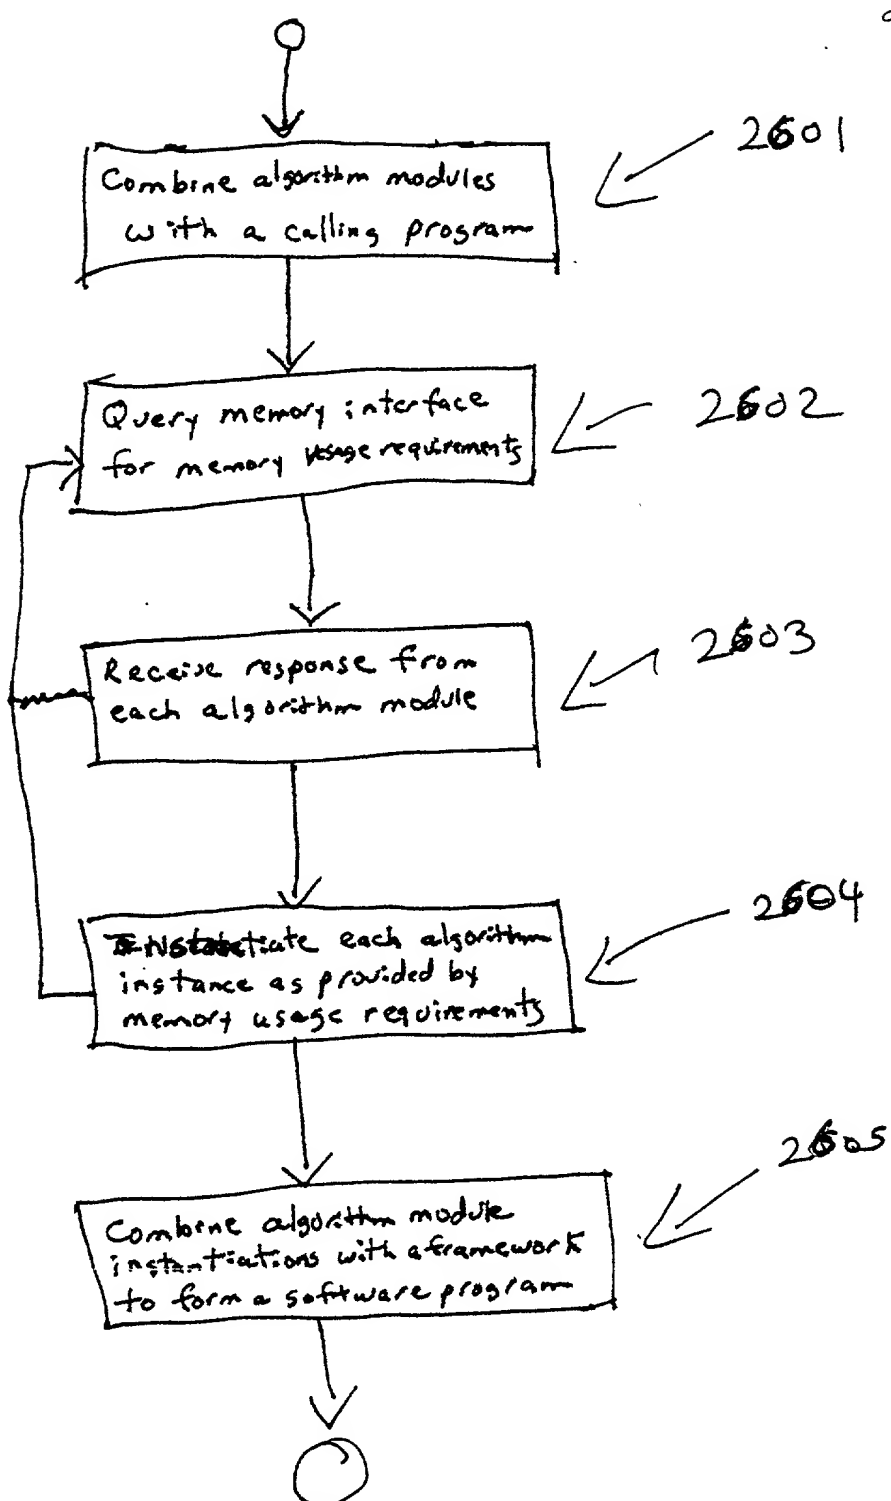 2601
Combine algorithm modules
with a calling program
2602
Query memory interface
for memory usage requirements
2603
Receive response from
each algorithm module
2604
Instantiate each algorithm
instance as provided by
memory usage requirements
2605
Combine algorithm module
instantiations with a framework
to form a software program